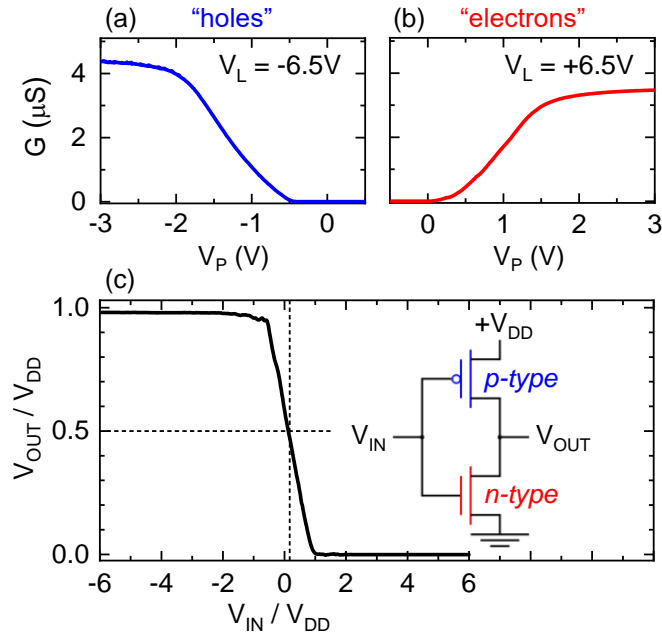 (a) “holes”
V_L = -6.5V
G (μS)
4
2
0
-3 -2 -1 0
V_P (V)
(b) “electrons”
V_L = +6.5V
0 1 2 3
V_P (V)
(c)
V_OUT / V_DD
1.0
0.5
0.0
-6 -4 -2 0 2 4 6
V_IN / V_DD
+V_DD
p-type
V_IN
V_OUT
n-type